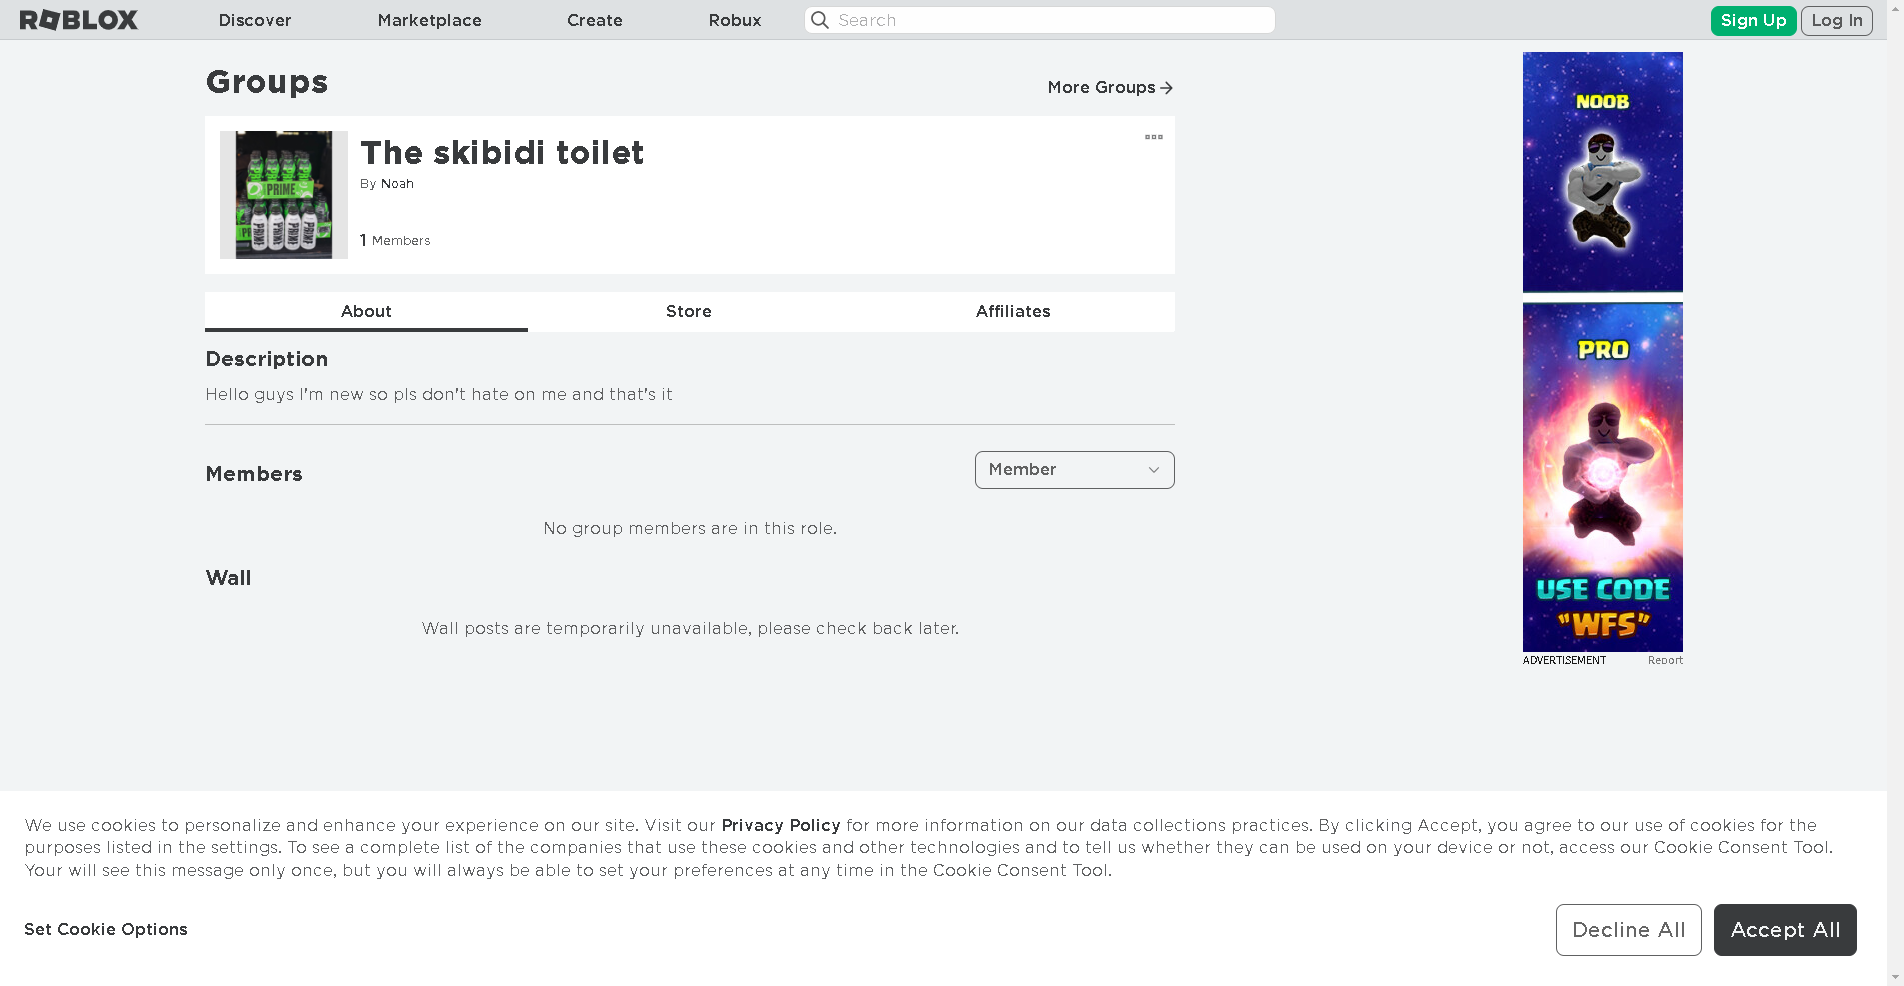 ROBLOX
Discover
Marketplace
Create
Robux
Search
Sign Up
Log In
Groups
More Groups
PRIME
The skibidi toilet
By Noah
1 Members
About
Store
Affiliates
Description
Hello guys I'm new so pls don't hate on me and that's it
Members
Member
No group members are in this role.
Wall
Wall posts are temporarily unavailable, please check back later.
NOOB
PRO
USE CODE
"WFS"
ADVERTISEMENT
Report
We use cookies to personalize and enhance your experience on our site. Visit our Privacy Policy for more information on our data collections practices. By clicking Accept, you agree to our use of cookies for the
purposes listed in the settings. To see a complete list of the companies that use these cookies and other technologies and to tell us whether they can be used on your device or not, access our Cookie Consent Tool.
Your will see this message only once, but you will always be able to set your preferences at any time in the Cookie Consent Tool.
Set Cookie Options
Decline All
Accept All